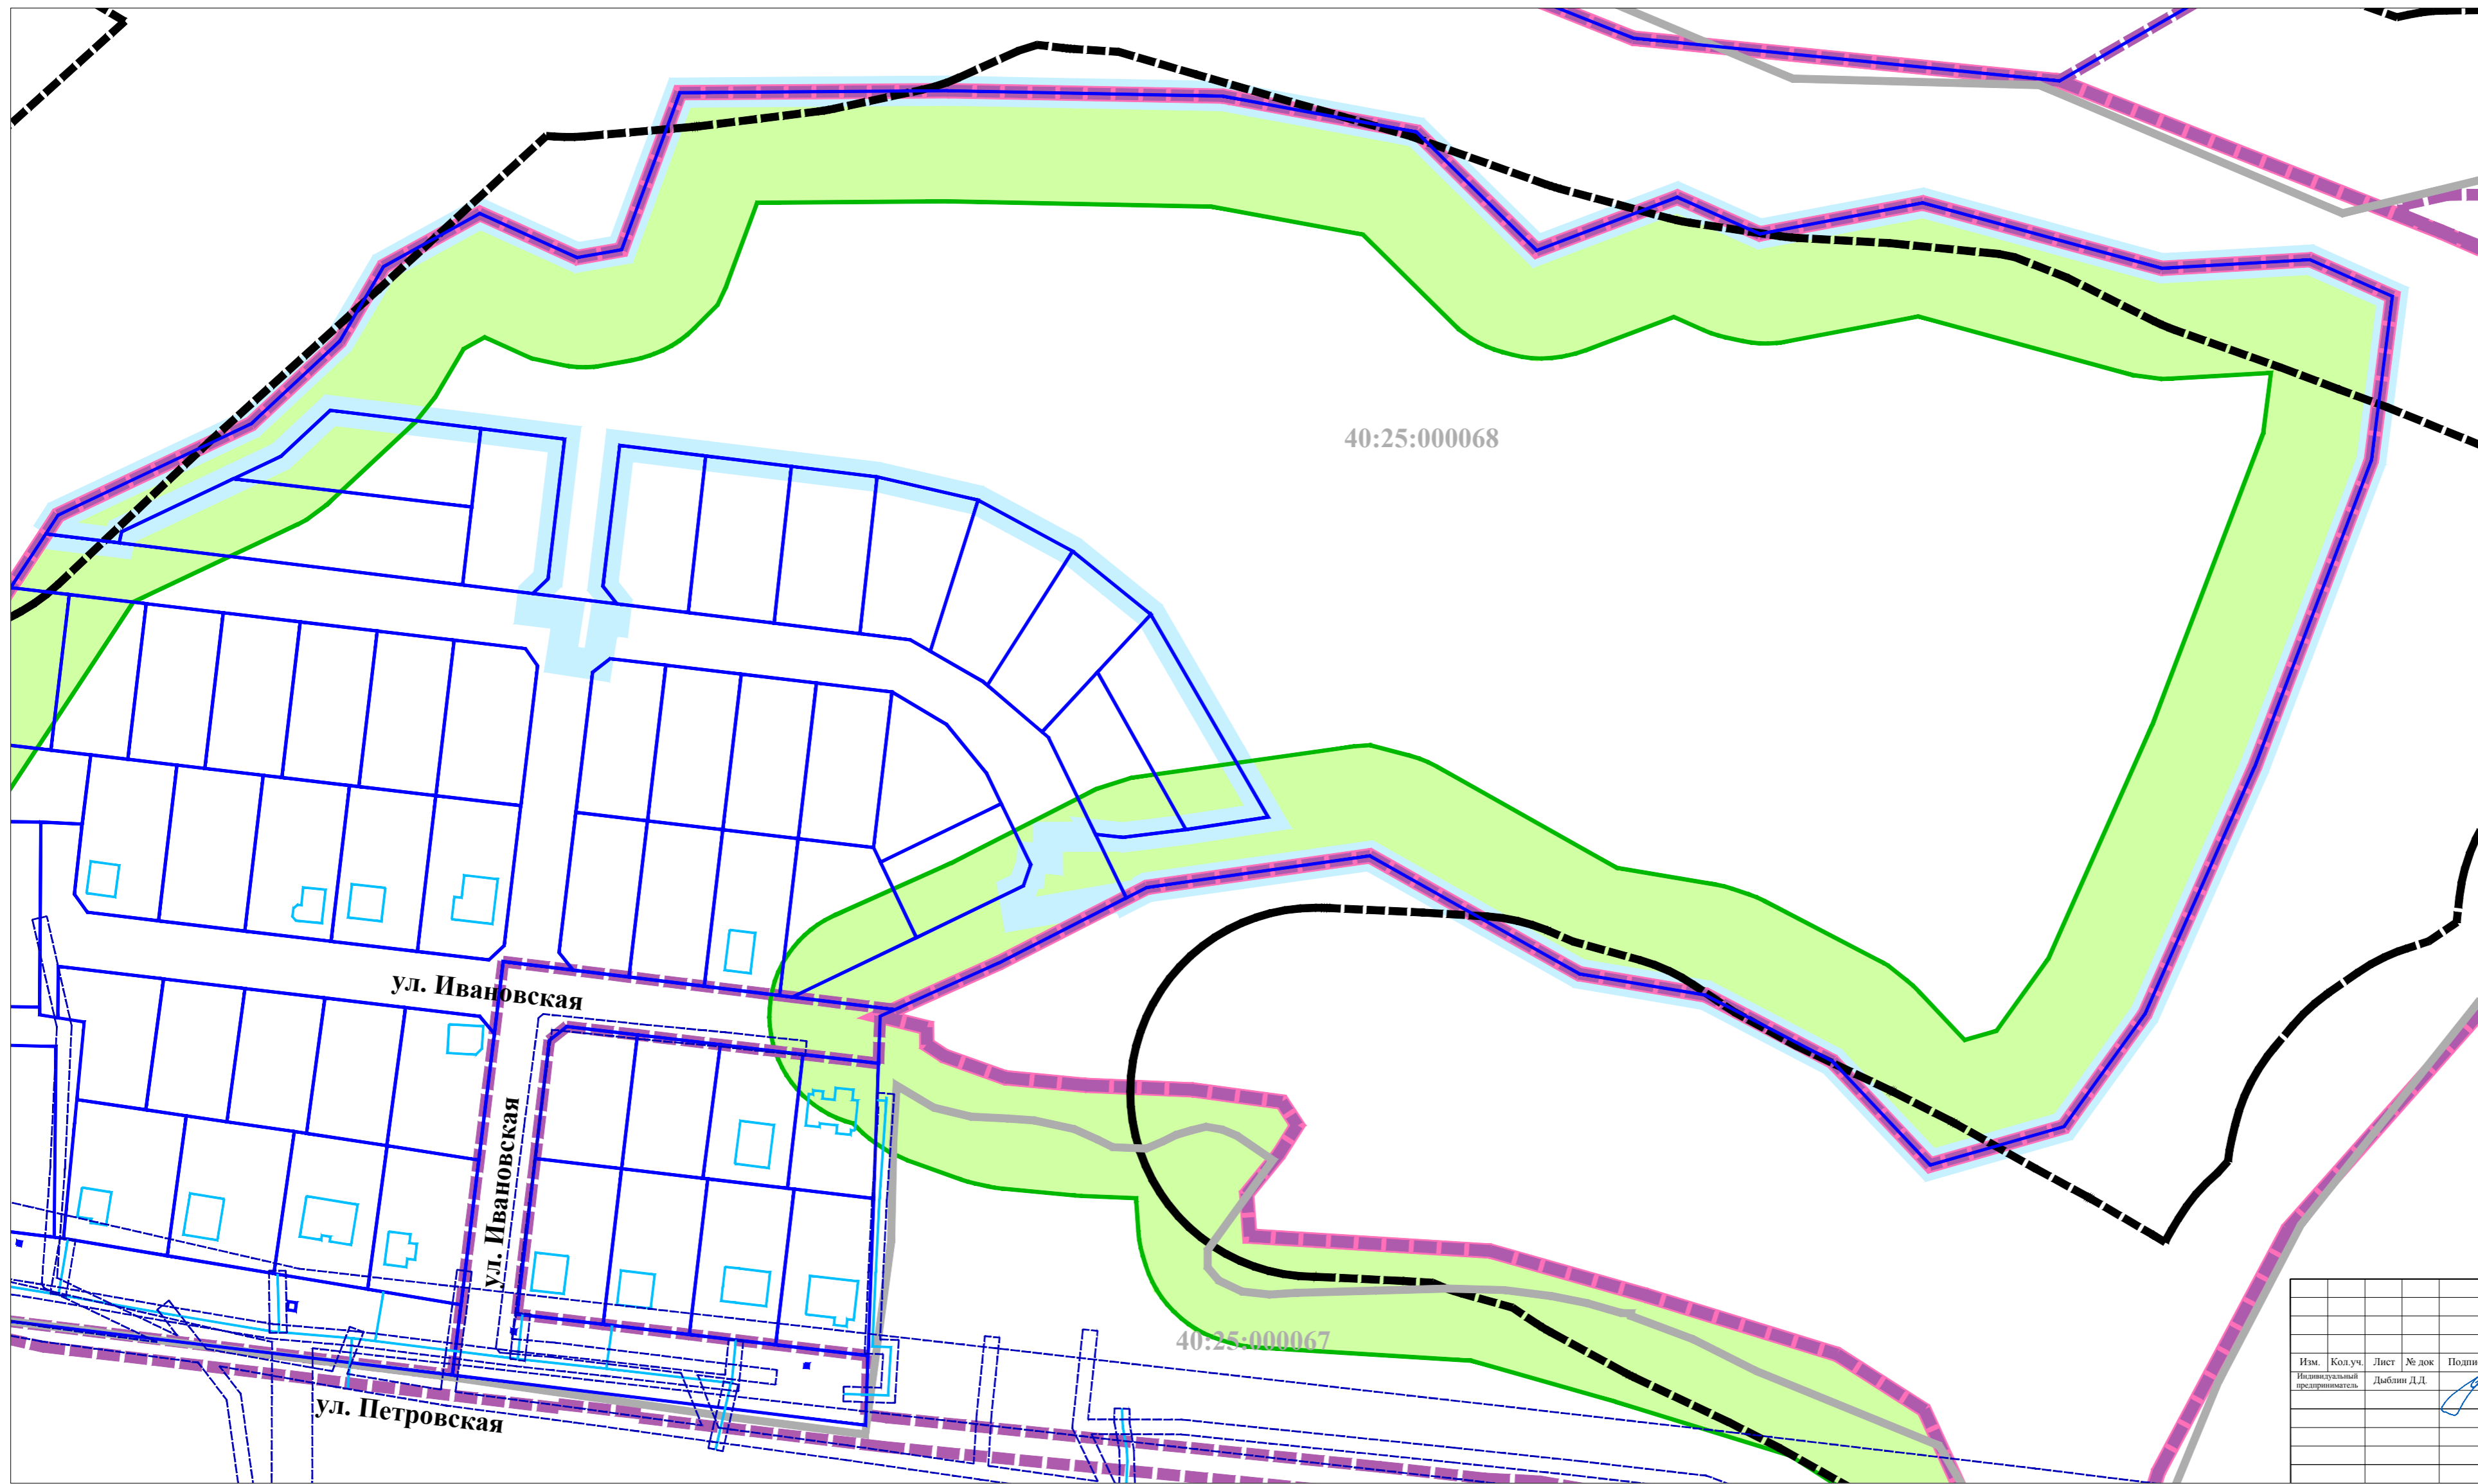 40:25:000068
ул. Ивановская
ул. Ивановская
40:25:000067
ул. Петровская
Изм. Кол.уч. Лист № док
Индивидуальный предприниматель Дыблин Д.Д.